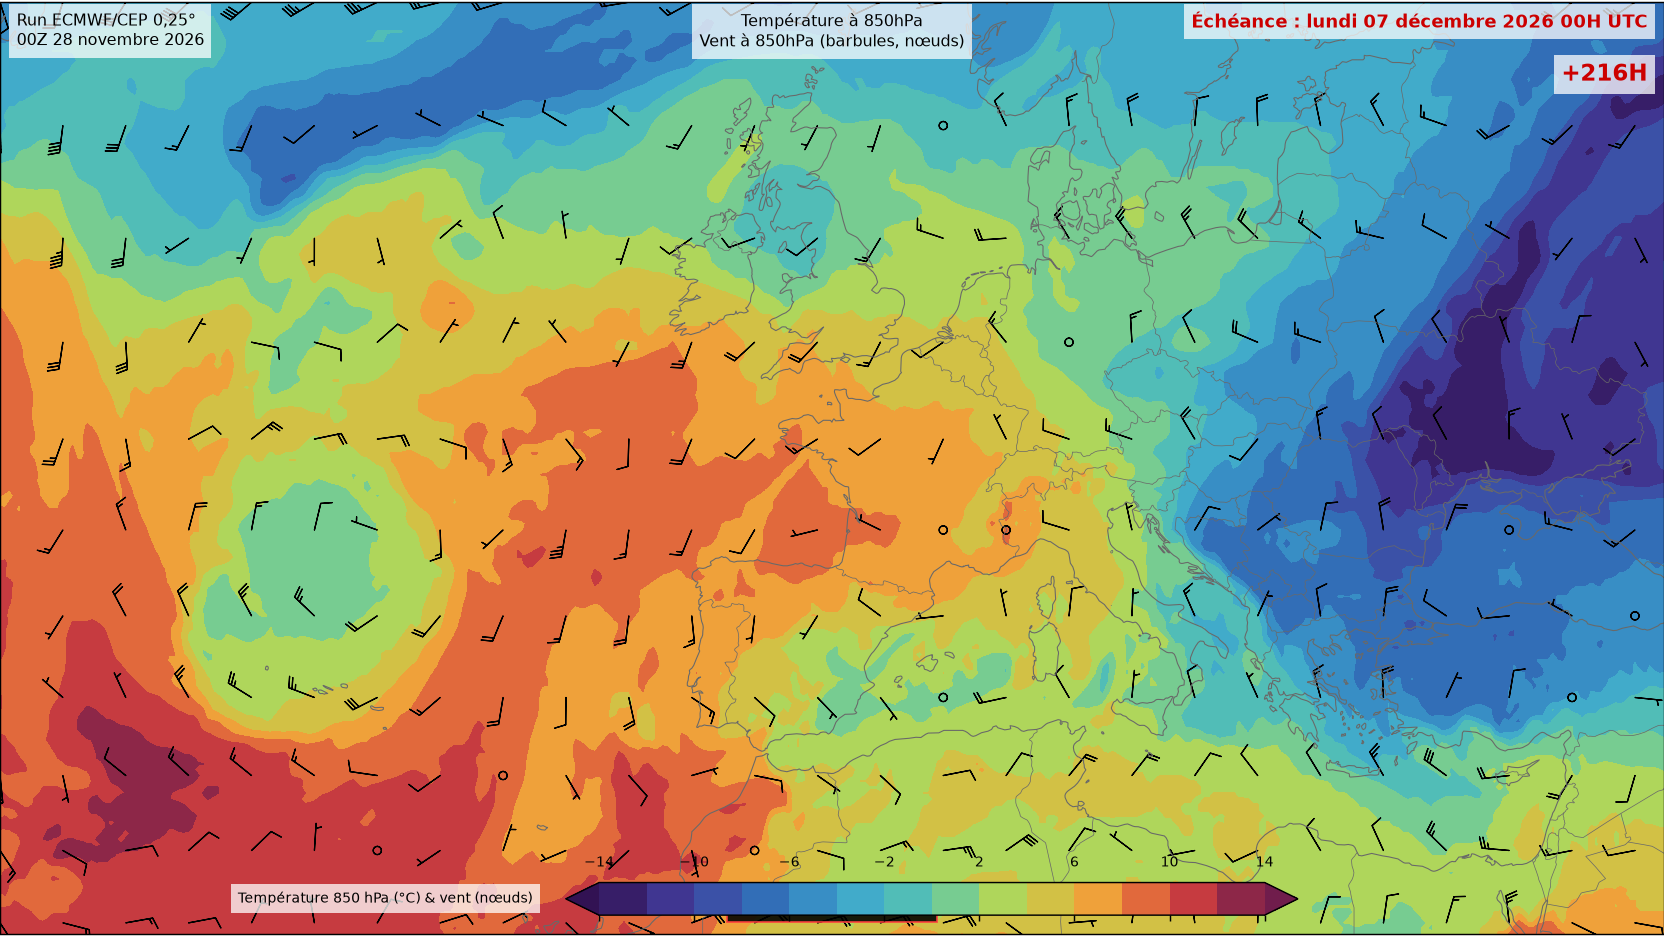 Run ECMWF/CEP 0,25°
00Z 28 novembre 2026
Température à 850hPa
Vent à 850hPa (barbules, nœuds)
Échéance : lundi 07 décembre 2026 00H UTC
+216H
−14 −10 −6 −2 2 6 10 14
Température 850 hPa (°C) & vent (nœuds)